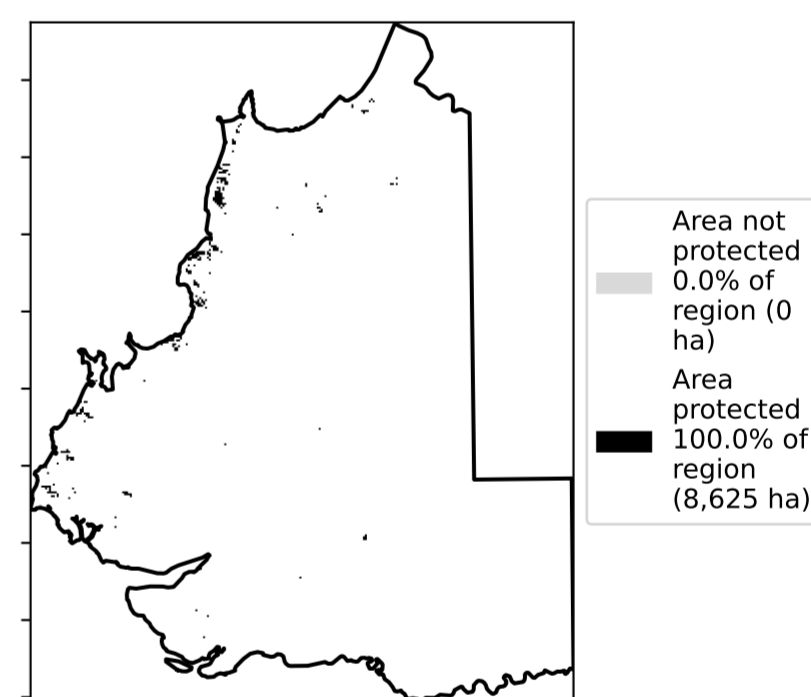 Area not
protected
0.0% of
region (0
ha)
Area
protected
100.0% of
region
(8,625 ha)